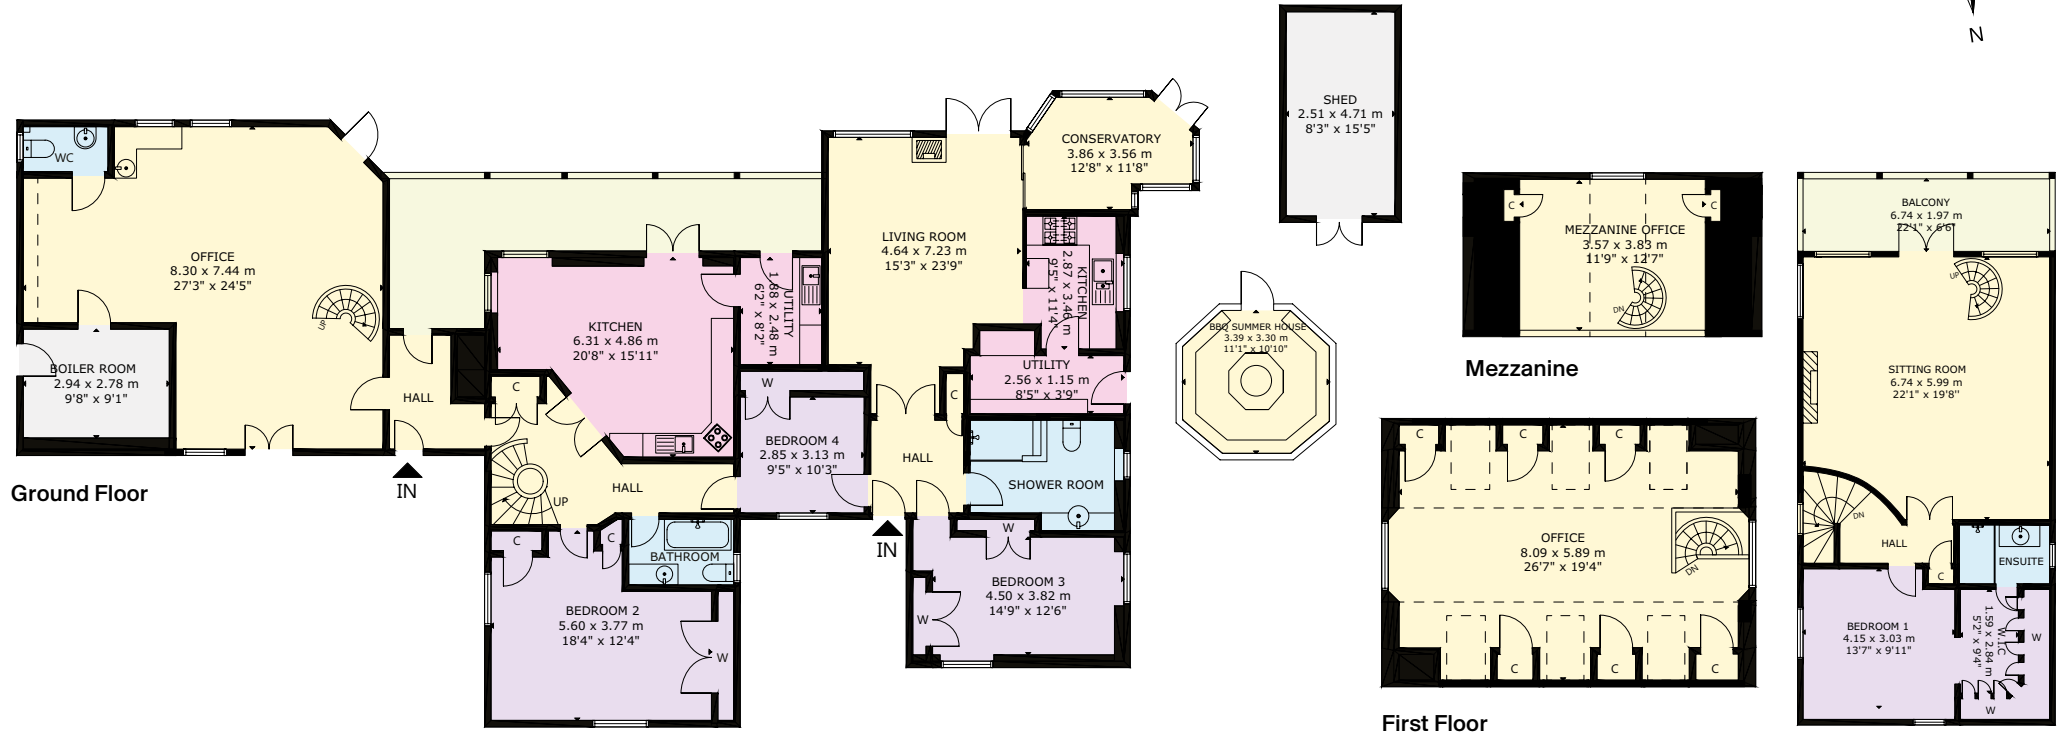 N
WC
OFFICE
8.30 x 7.44 m
27'3" x 24'5"
UP
BOILER ROOM
2.94 x 2.78 m
9'8" x 9'1"
HALL
IN
Ground Floor
KITCHEN
6.31 x 4.86 m
20'8" x 15'11"
UTILITY
1.88 x 2.48 m
6'2" x 8'2"
C
UP
HALL
W
BEDROOM 4
2.85 x 3.13 m
9'5" x 10'3"
C
C
BATHROOM
BEDROOM 2
5.60 x 3.77 m
18'4" x 12'4"
W
LIVING ROOM
4.64 x 7.23 m
15'3" x 23'9"
CONSERVATORY
3.86 x 3.56 m
12'8" x 11'8"
KITCHEN
2.87 x 3.46 m
9'5" x 11'4"
UTILITY
2.56 x 1.15 m
8'5" x 3'9"
C
HALL
SHOWER ROOM
IN
W
BEDROOM 3
4.50 x 3.82 m
14'9" x 12'6"
W
SHED
2.51 x 4.71 m
8'3" x 15'5"
BBQ SUMMER HOUSE
3.39 x 3.30 m
11'1" x 10'10"
C
C
MEZZANINE OFFICE
3.57 x 3.83 m
11'9" x 12'7"
DN
Mezzanine
C
C
C
OFFICE
8.09 x 5.89 m
26'7" x 19'4"
DN
C
C
C
First Floor
BALCONY
6.74 x 1.97 m
22'1" x 6'6"
UP
SITTING ROOM
6.74 x 5.99 m
22'1" x 19'8"
DN
HALL
C
ENSUITE
BEDROOM 1
4.15 x 3.03 m
13'7" x 9'11"
W.I.C
1.59 x 2.84 m
5'2" x 9'4"
W
W